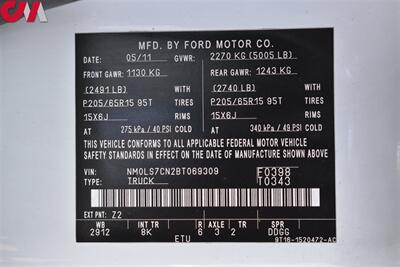 CM
MFD. BY FORD MOTOR CO.
DATE: 05/11 GVWR: 2270 KG (5005 LB)
FRONT GAWR: 1130 KG REAR GAWR: 1243 KG
(2491 LB) WITH (2740 LB) WITH
P205/65R15 95T TIRES P205/65R15 95T TIRES
15X6J RIMS 15X6J RIMS
AT 275 kPa / 40 PSI COLD AT 340 kPa / 49 PSI COLD
THIS VEHICLE CONFORMS TO ALL APPLICABLE FEDERAL MOTOR VEHICLE
SAFETY STANDARDS IN EFFECT ON THE DATE OF MANUFACTURE SHOWN ABOVE.
VIN: NM0LS7CN2BT069309 F0398
TYPE: TRUCK T0343
EXT PNT: Z2
WB INT TR R AXLE TR SPR
2912 8K 6 3 2 DDGG
ETU 9T16-1520472-AC